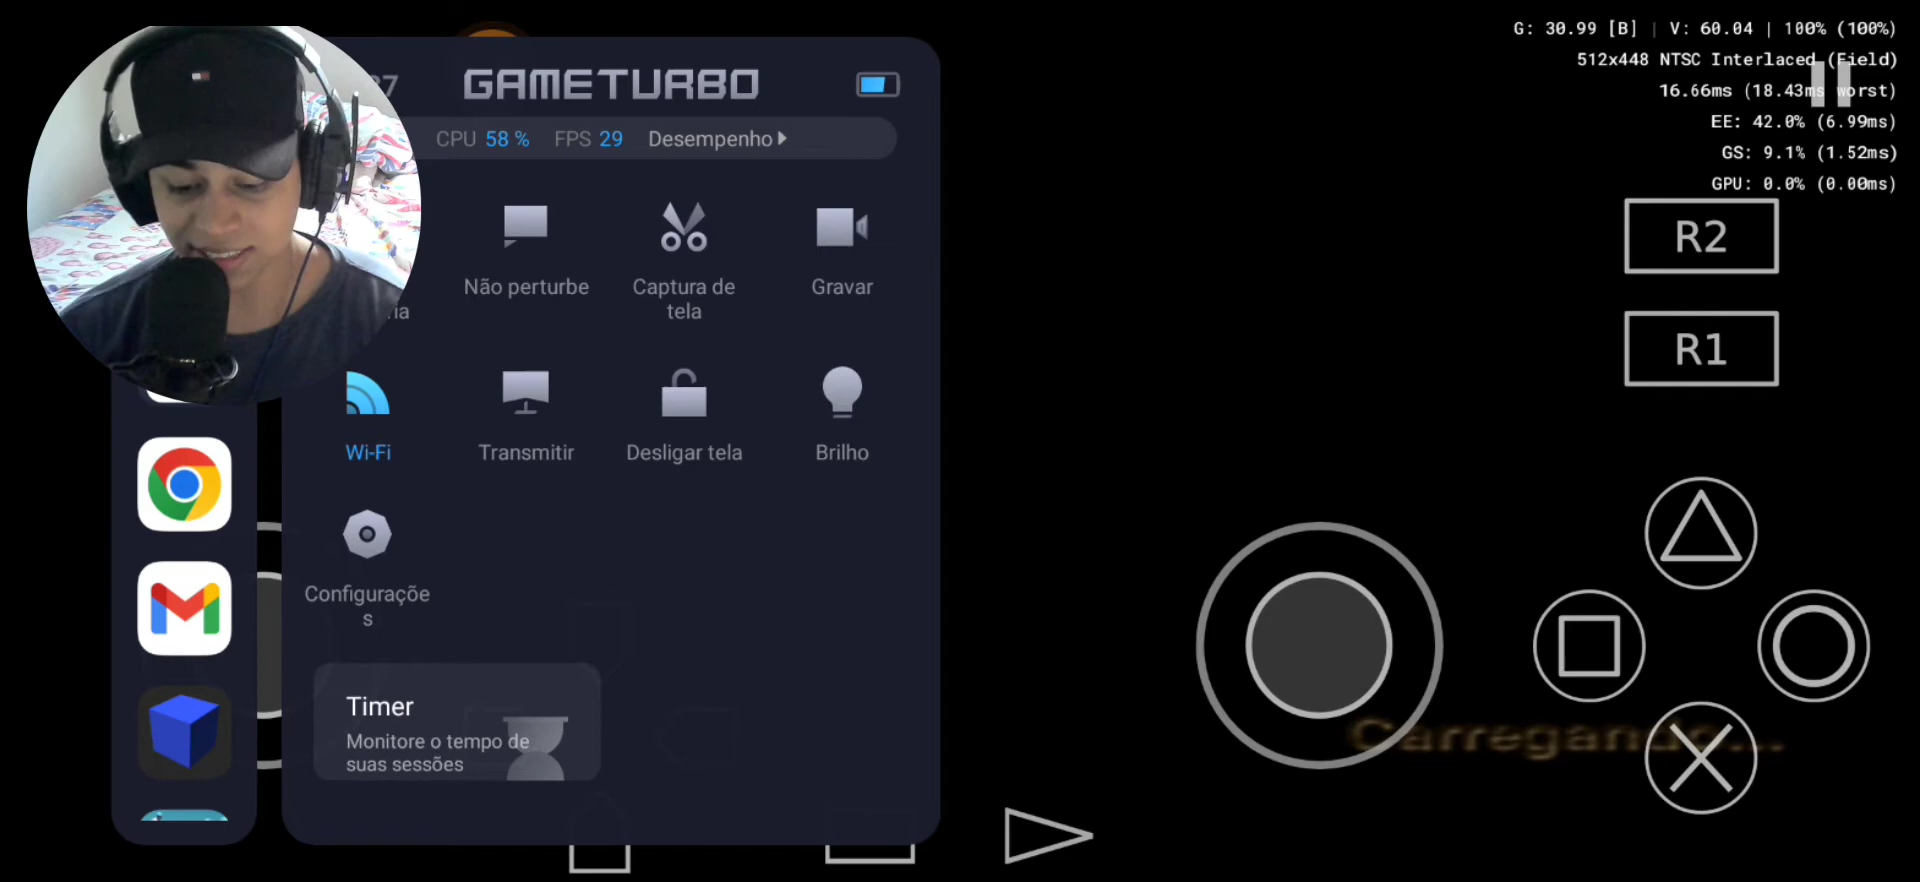 G: 30.99 [B] | V: 60.04 | 100% (100%)
512x448 NTSC Interlaced (Field)
16.66ms (18.43ms worst)
EE: 42.0% (6.99ms)
GS: 9.1% (1.52ms)
GPU: 0.0% (0.00ms)
37 GAMETURBO
CPU 58 % FPS 29 Desempenho
Não perturbe
Captura de
tela
Gravar
Wi-Fi
Transmitir
Desligar tela
Brilho
Configuraçõe
s
Timer
Monitore o tempo de
suas sessões
R2
R1
Carregando...